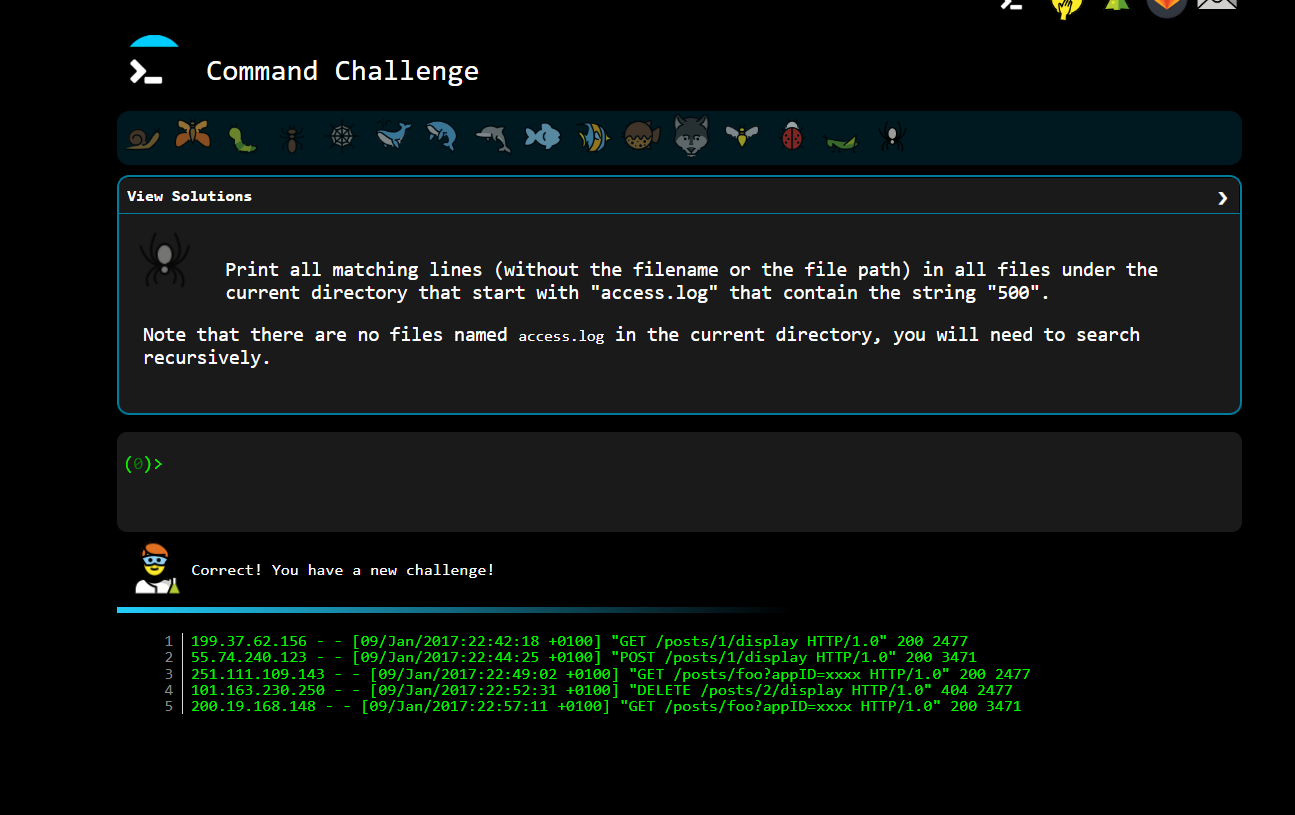 Command Challenge
View Solutions
Print all matching lines (without the filename or the file path) in all files under the
current directory that start with "access.log" that contain the string "500".
Note that there are no files named access.log in the current directory, you will need to search
recursively.
(0)>
Correct! You have a new challenge!
1 199.37.62.156 - - [09/Jan/2017:22:42:18 +0100] "GET /posts/1/display HTTP/1.0" 200 2477
2 55.74.240.123 - - [09/Jan/2017:22:44:25 +0100] "POST /posts/1/display HTTP/1.0" 200 3471
3 251.111.109.143 - - [09/Jan/2017:22:49:02 +0100] "GET /posts/foo?appID=xxxx HTTP/1.0" 200 2477
4 101.163.230.250 - - [09/Jan/2017:22:52:31 +0100] "DELETE /posts/2/display HTTP/1.0" 404 2477
5 200.19.168.148 - - [09/Jan/2017:22:57:11 +0100] "GET /posts/foo?appID=xxxx HTTP/1.0" 200 3471